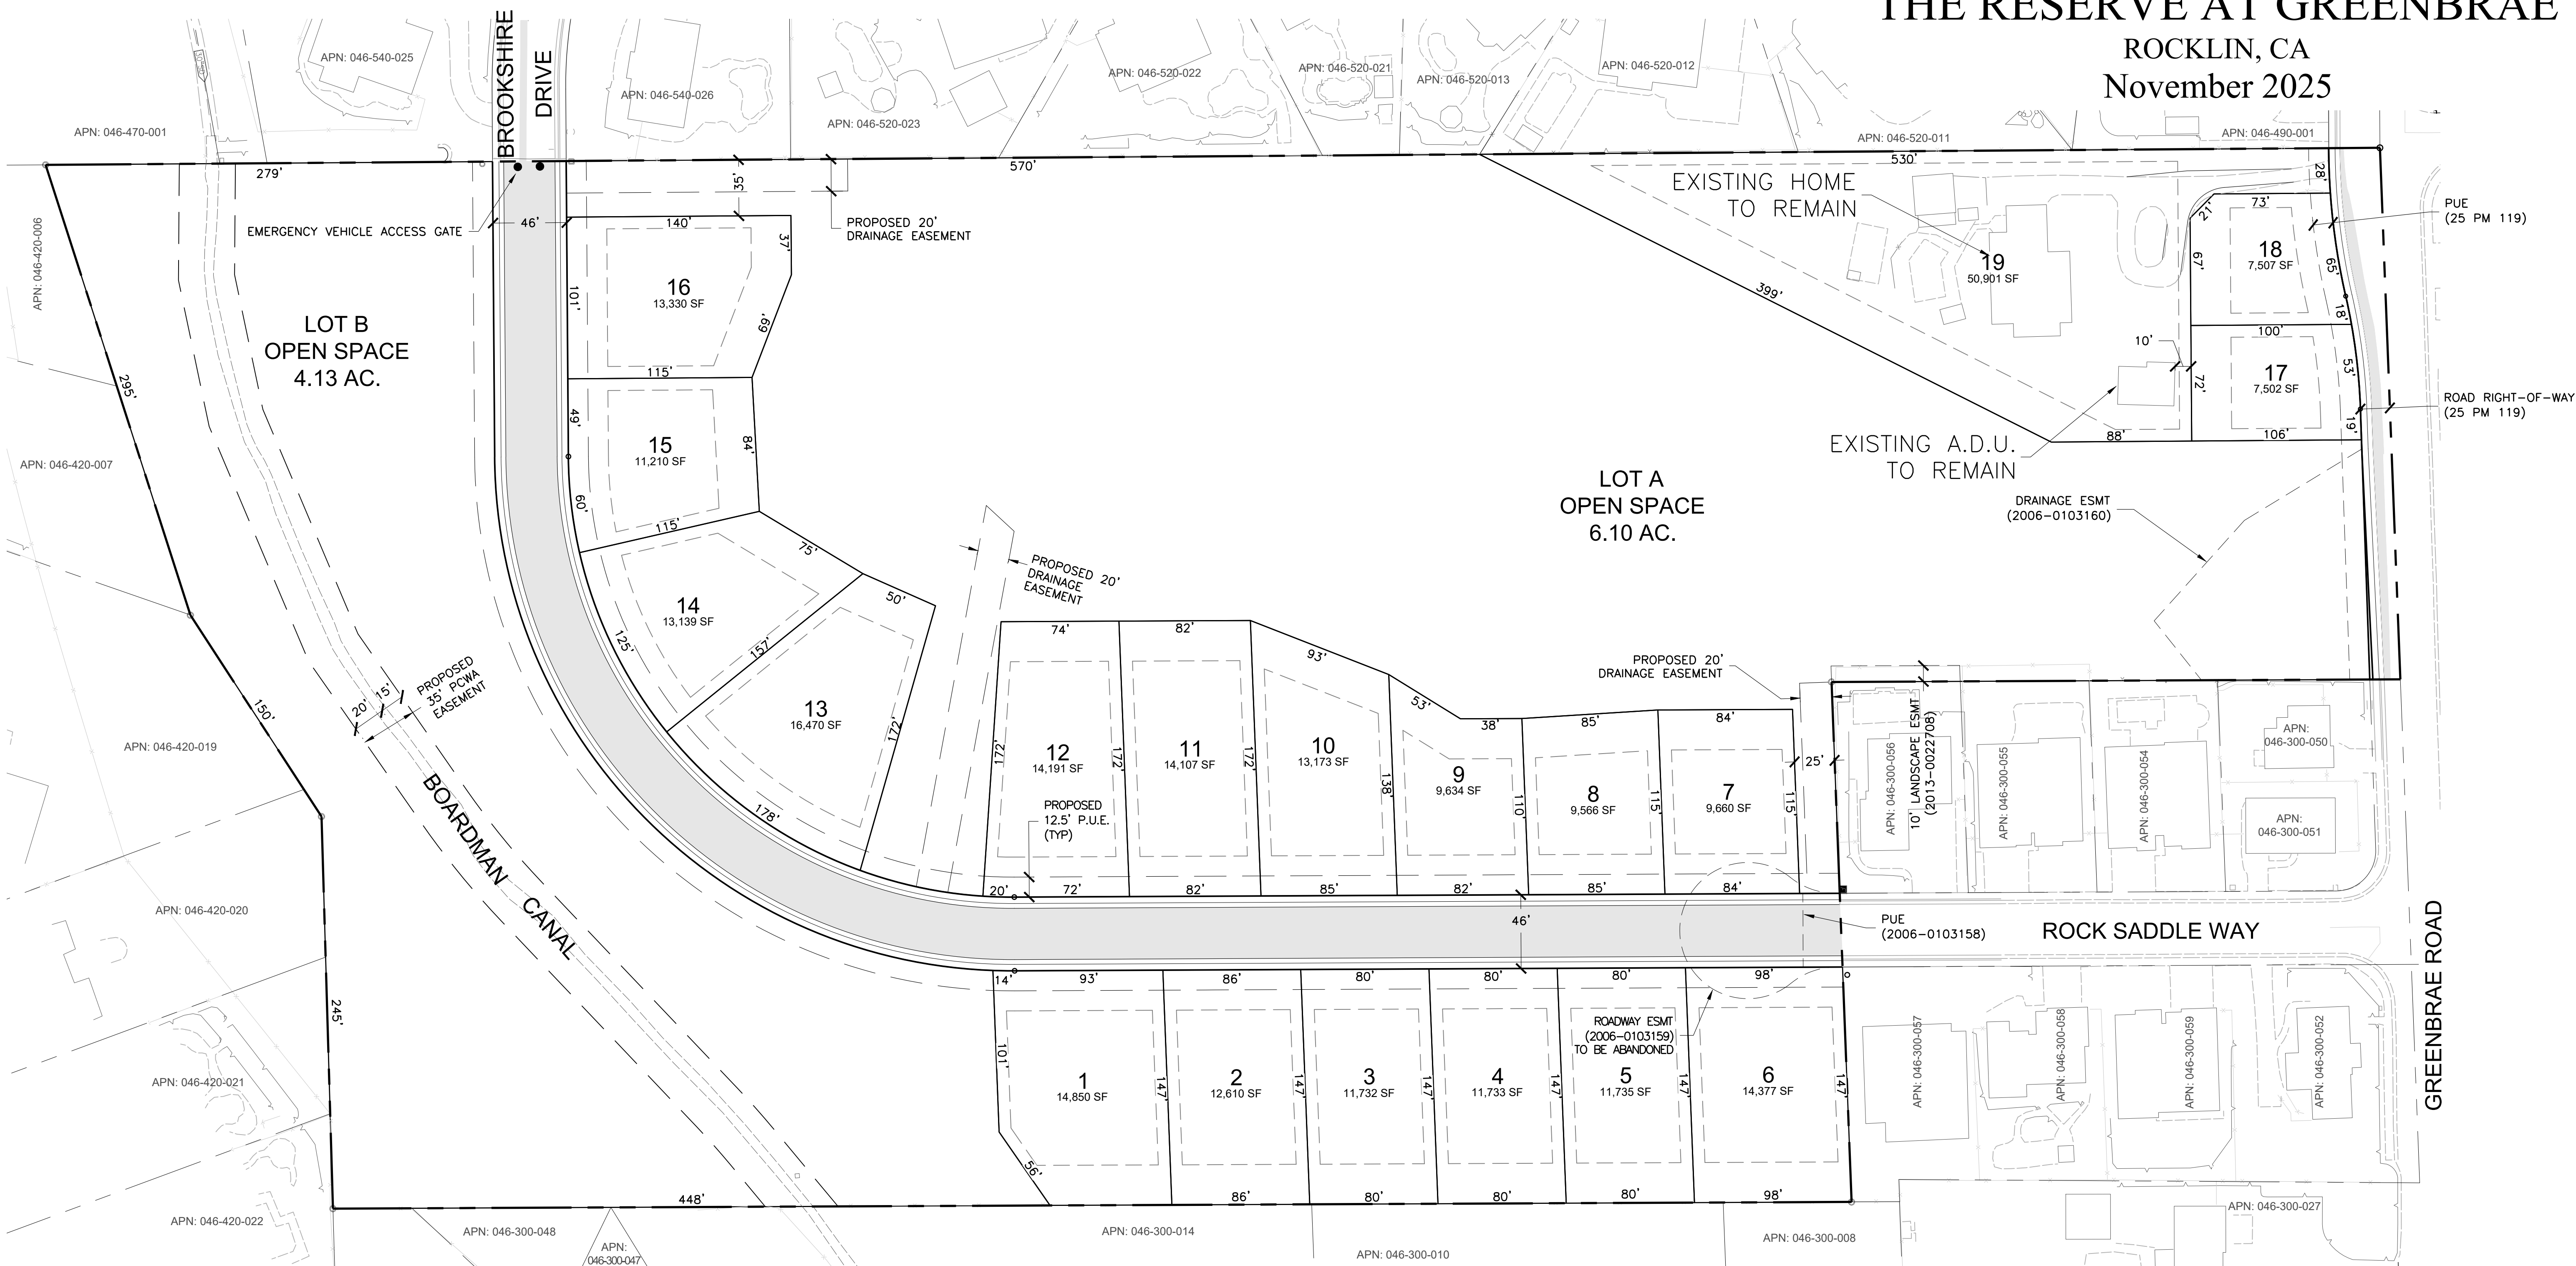 THE RESERVE AT GREENBRAE
ROCKLIN, CA
November 2025
BROOKSHIRE
DRIVE
APN: 046-540-025
APN: 046-540-026
APN: 046-520-023
APN: 046-520-022
APN: 046-520-021
APN: 046-520-013
APN: 046-520-012
APN: 046-520-011
APN: 046-490-001
APN: 046-470-001
APN: 046-420-006
APN: 046-420-007
APN: 046-420-019
APN: 046-420-020
APN: 046-420-021
APN: 046-420-022
279'
570'
530'
EMERGENCY VEHICLE ACCESS GATE
46'
35'
PROPOSED 20'
DRAINAGE EASEMENT
LOT B
OPEN SPACE
4.13 AC.
295'
150'
245'
448'
20'
15'
PROPOSED
35' PCWA
EASEMENT
BOARDMAN CANAL
140'
37'
101'
16
13,330 SF
69'
115'
49'
15
11,210 SF
84'
60'
115'
75'
14
13,139 SF
125'
157'
50'
13
16,470 SF
172'
178'
PROPOSED 20'
DRAINAGE
EASEMENT
LOT A
OPEN SPACE
6.10 AC.
EXISTING HOME
TO REMAIN
19
50,901 SF
399'
EXISTING A.D.U.
TO REMAIN
88'
10'
28'
21'
73'
67'
18
7,507 SF
65'
18'
100'
72'
17
7,502 SF
53'
19'
106'
PUE
(25 PM 119)
ROAD RIGHT-OF-WAY
(25 PM 119)
DRAINAGE ESMT
(2006-0103160)
74'
82'
93'
53'
38'
85'
84'
172'
12
14,191 SF
172'
11
14,107 SF
172'
10
13,173 SF
138'
9
9,634 SF
110'
8
9,566 SF
115'
7
9,660 SF
115'
25'
PROPOSED 20'
DRAINAGE EASEMENT
PROPOSED
12.5' P.U.E.
(TYP)
20'
72'
82'
85'
82'
85'
84'
10' LANDSCAPE ESMT
(2013-0022708)
APN: 046-300-056
APN: 046-300-055
APN: 046-300-054
APN:
046-300-050
APN:
046-300-051
46'
PUE
(2006-0103158)
ROCK SADDLE WAY
GREENBRAE ROAD
14'
93'
86'
80'
80'
80'
98'
ROADWAY ESMT
(2006-0103159)
TO BE ABANDONED
101'
56'
1
14,850 SF
147'
2
12,610 SF
147'
3
11,732 SF
147'
4
11,733 SF
147'
5
11,735 SF
147'
6
14,377 SF
147'
86'
80'
80'
80'
98'
APN: 046-300-057
APN: 046-300-058
APN: 046-300-059
APN: 046-300-052
APN: 046-300-048
APN:
046-300-047
APN: 046-300-014
APN: 046-300-010
APN: 046-300-008
APN: 046-300-027